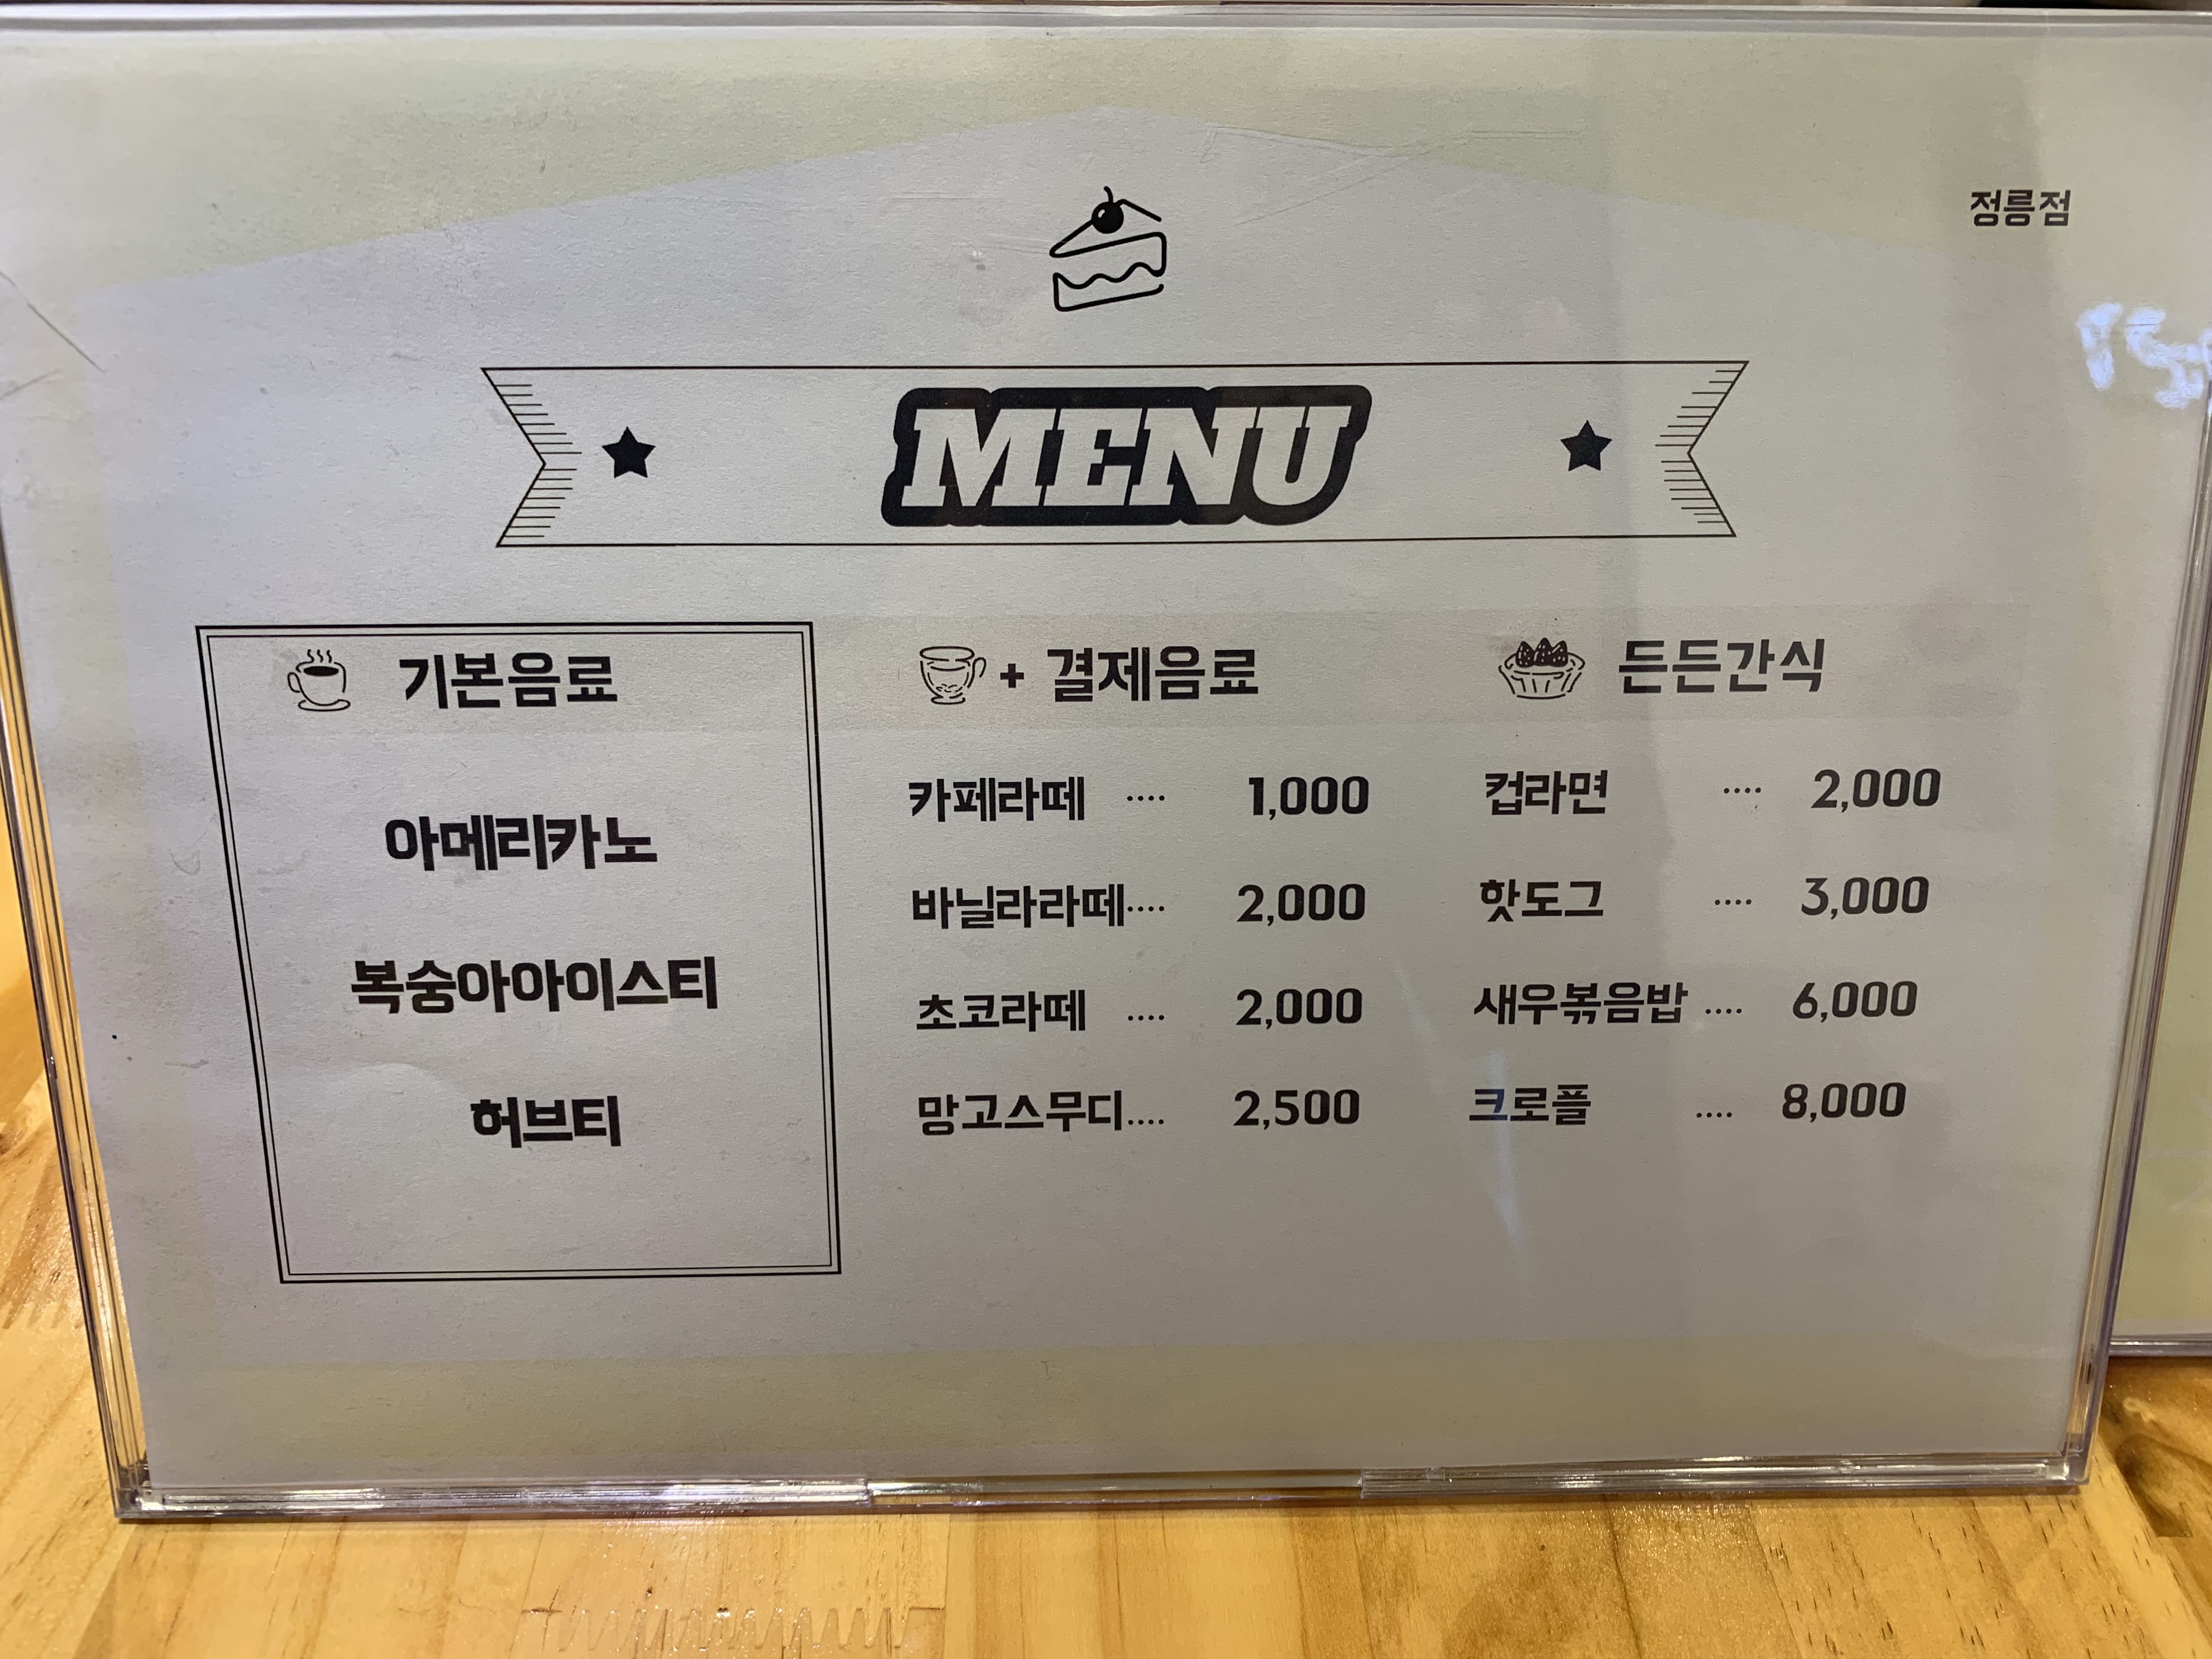 정릉점
MENU
기본음료
아메리카노
복숭아아이스티
허브티
+ 결제음료
카페라떼 .... 1,000
바닐라라떼.... 2,000
초코라떼 .... 2,000
망고스무디.... 2,500
든든간식
컵라면 .... 2,000
핫도그 .... 3,000
새우볶음밥 .... 6,000
크로플 .... 8,000